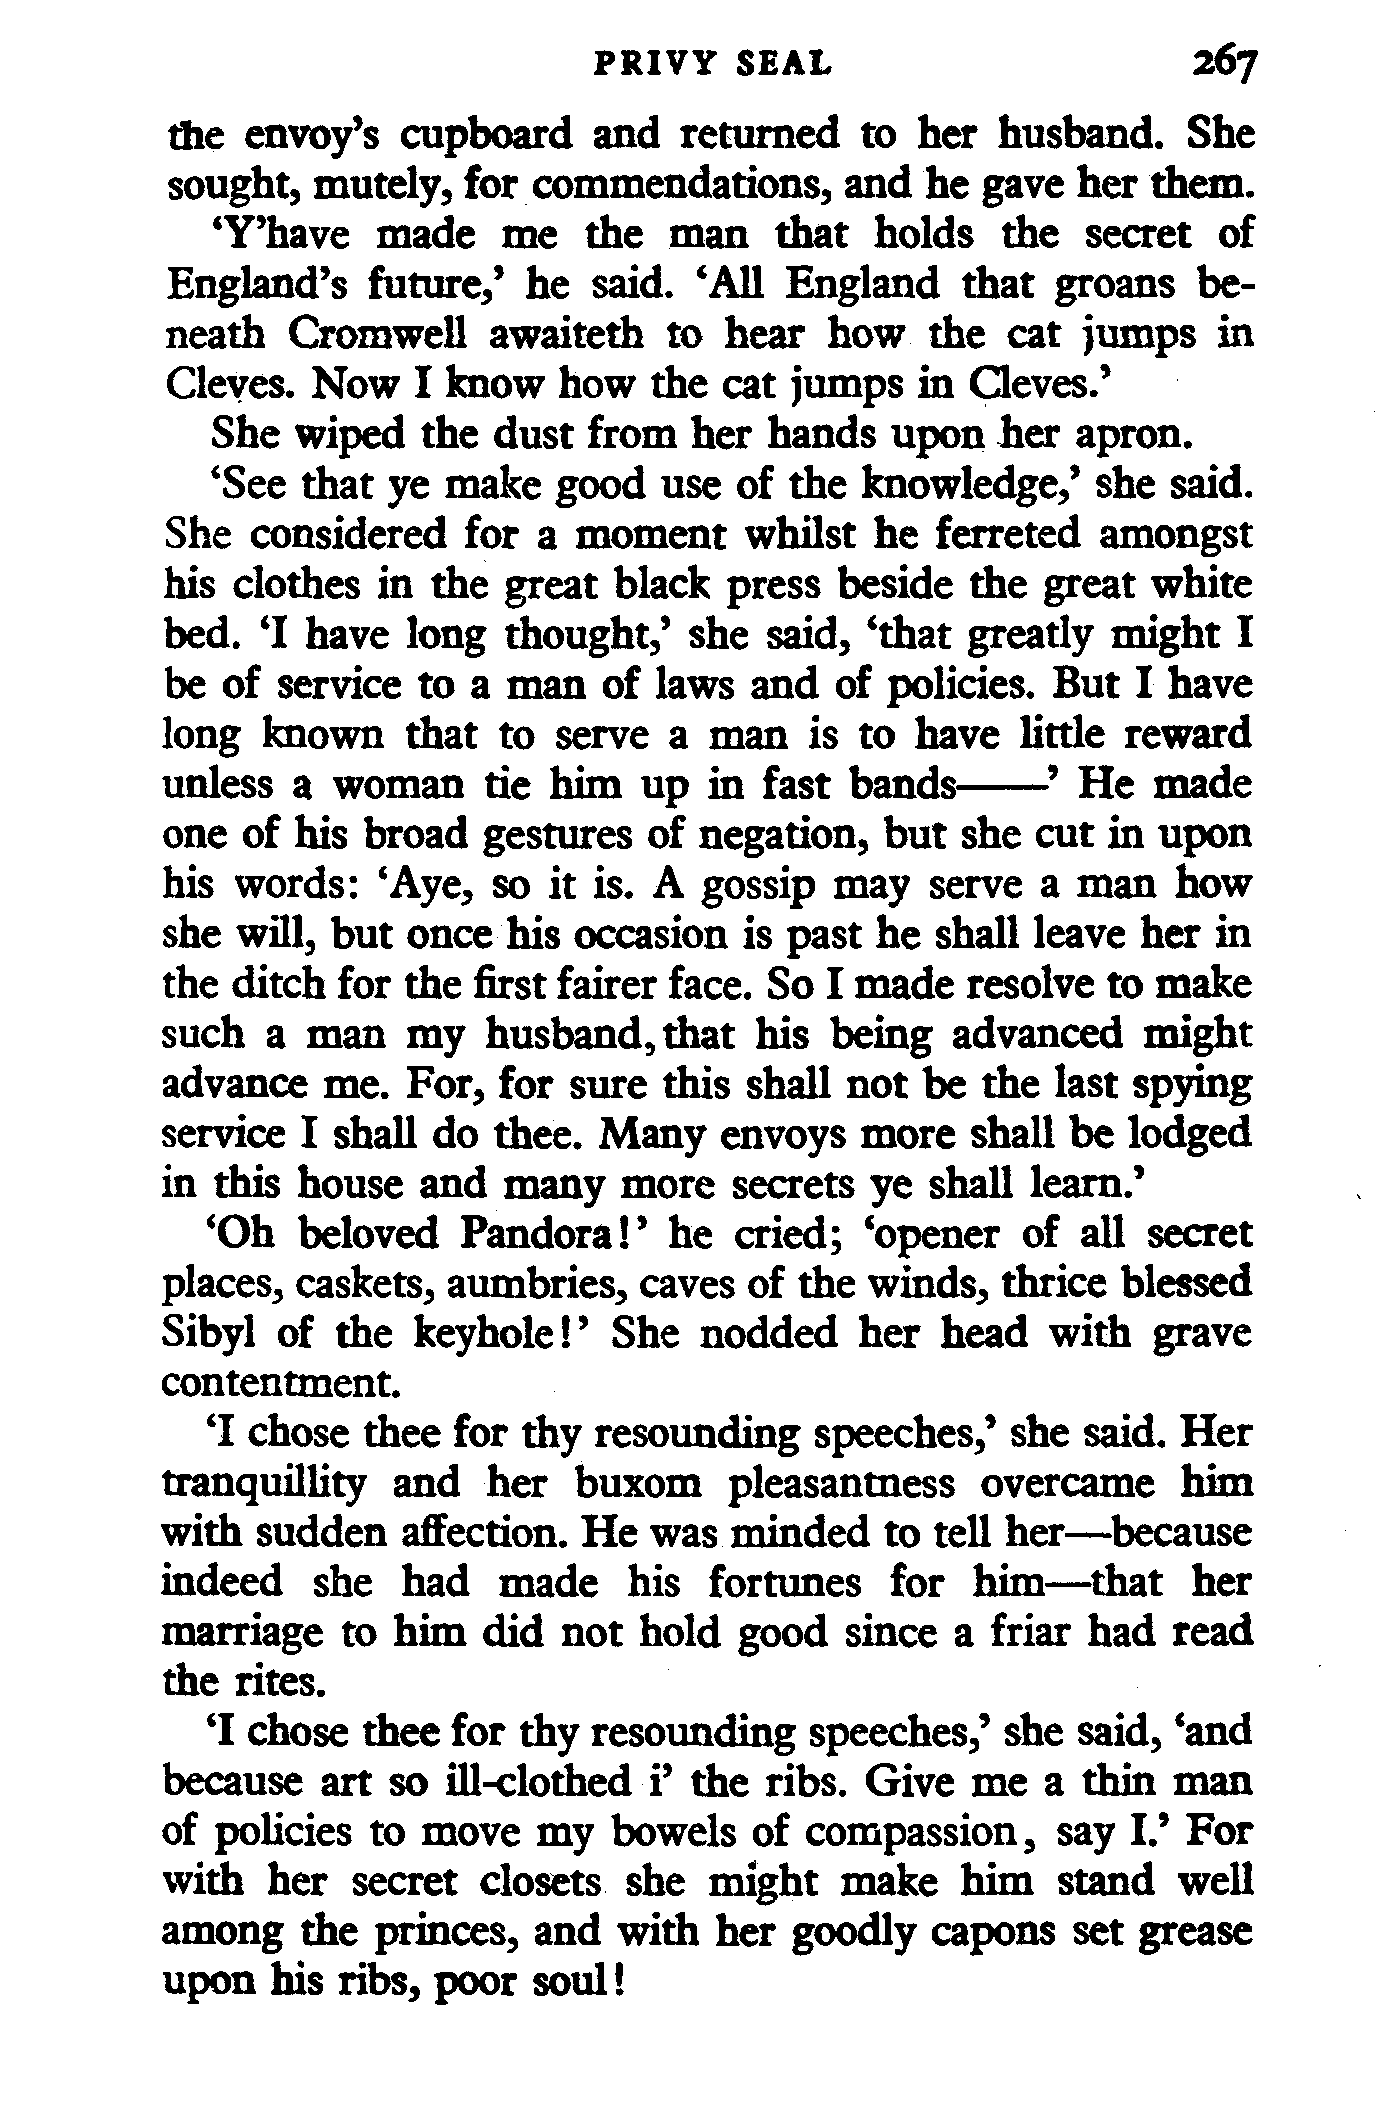 PRIVY SEAL 267
the envoy's cupboard and returned to her husband. She
sought, mutely, for commendations, and he gave her them.
‘Y’have made me the man that holds the secret of
England’s future,’ he said. ‘All England that groans be-
neath Cromwell awaiteth to hear how the cat jumps in
Cleves. Now I know how the cat jumps in Cleves.’
She wiped the dust from her hands upon her apron.
‘See that ye make good use of the knowledge,’ she said.
She considered for a moment whilst he ferreted amongst
his clothes in the great black press beside the great white
bed. ‘I have long thought,’ she said, ‘that greatly might I
be of service to a man of laws and of policies. But I have
long known that to serve a man is to have little reward
unless a woman tie him up in fast bands——’ He made
one of his broad gestures of negation, but she cut in upon
his words: ‘Aye, so it is. A gossip may serve a man how
she will, but once his occasion is past he shall leave her in
the ditch for the first fairer face. So I made resolve to make
such a man my husband, that his being advanced might
advance me. For, for sure this shall not be the last spying
service I shall do thee. Many envoys more shall be lodged
in this house and many more secrets ye shall learn.’
‘Oh beloved Pandora!’ he cried; ‘opener of all secret
places, caskets, aumbries, caves of the winds, thrice blessed
Sibyl of the keyhole!’ She nodded her head with grave
contentment.
‘I chose thee for thy resounding speeches,’ she said. Her
tranquillity and her buxom pleasantness overcame him
with sudden affection. He was minded to tell her—because
indeed she had made his fortunes for him—that her
marriage to him did not hold good since a friar had read
the rites.
‘I chose thee for thy resounding speeches,’ she said, ‘and
because art so ill-clothed i’ the ribs. Give me a thin man
of policies to move my bowels of compassion, say I.’ For
with her secret closets she might make him stand well
among the princes, and with her goodly capons set grease
upon his ribs, poor soul!